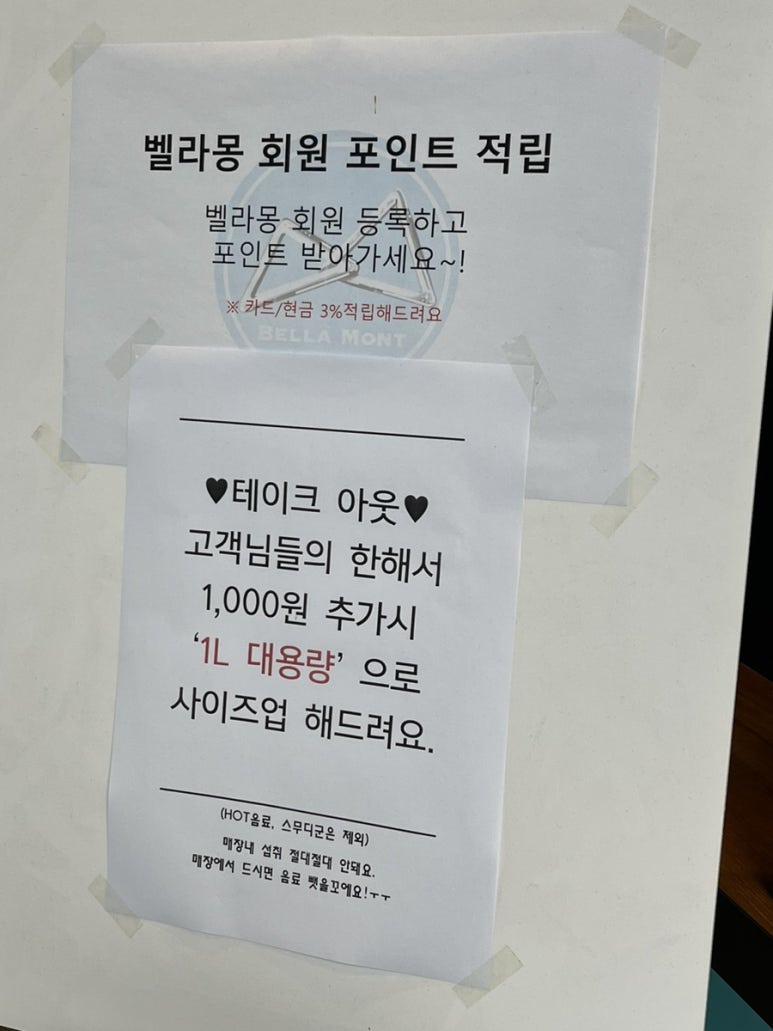 벨라몽 회원 포인트 적립
벨라몽 회원 등록하고
포인트 받아가세요~!
※ 카드/현금 3%적립해드려요
BELLA MONT
♥테이크 아웃♥
고객님들의 한해서
1,000원 추가시
‘1L 대용량’ 으로
사이즈업 해드려요.
(HOT음료, 스무디군은 제외)
매장내 섭취 절대절대 안돼요.
매장에서 드시면 음료 뺏을꼬에요!ㅜㅜ